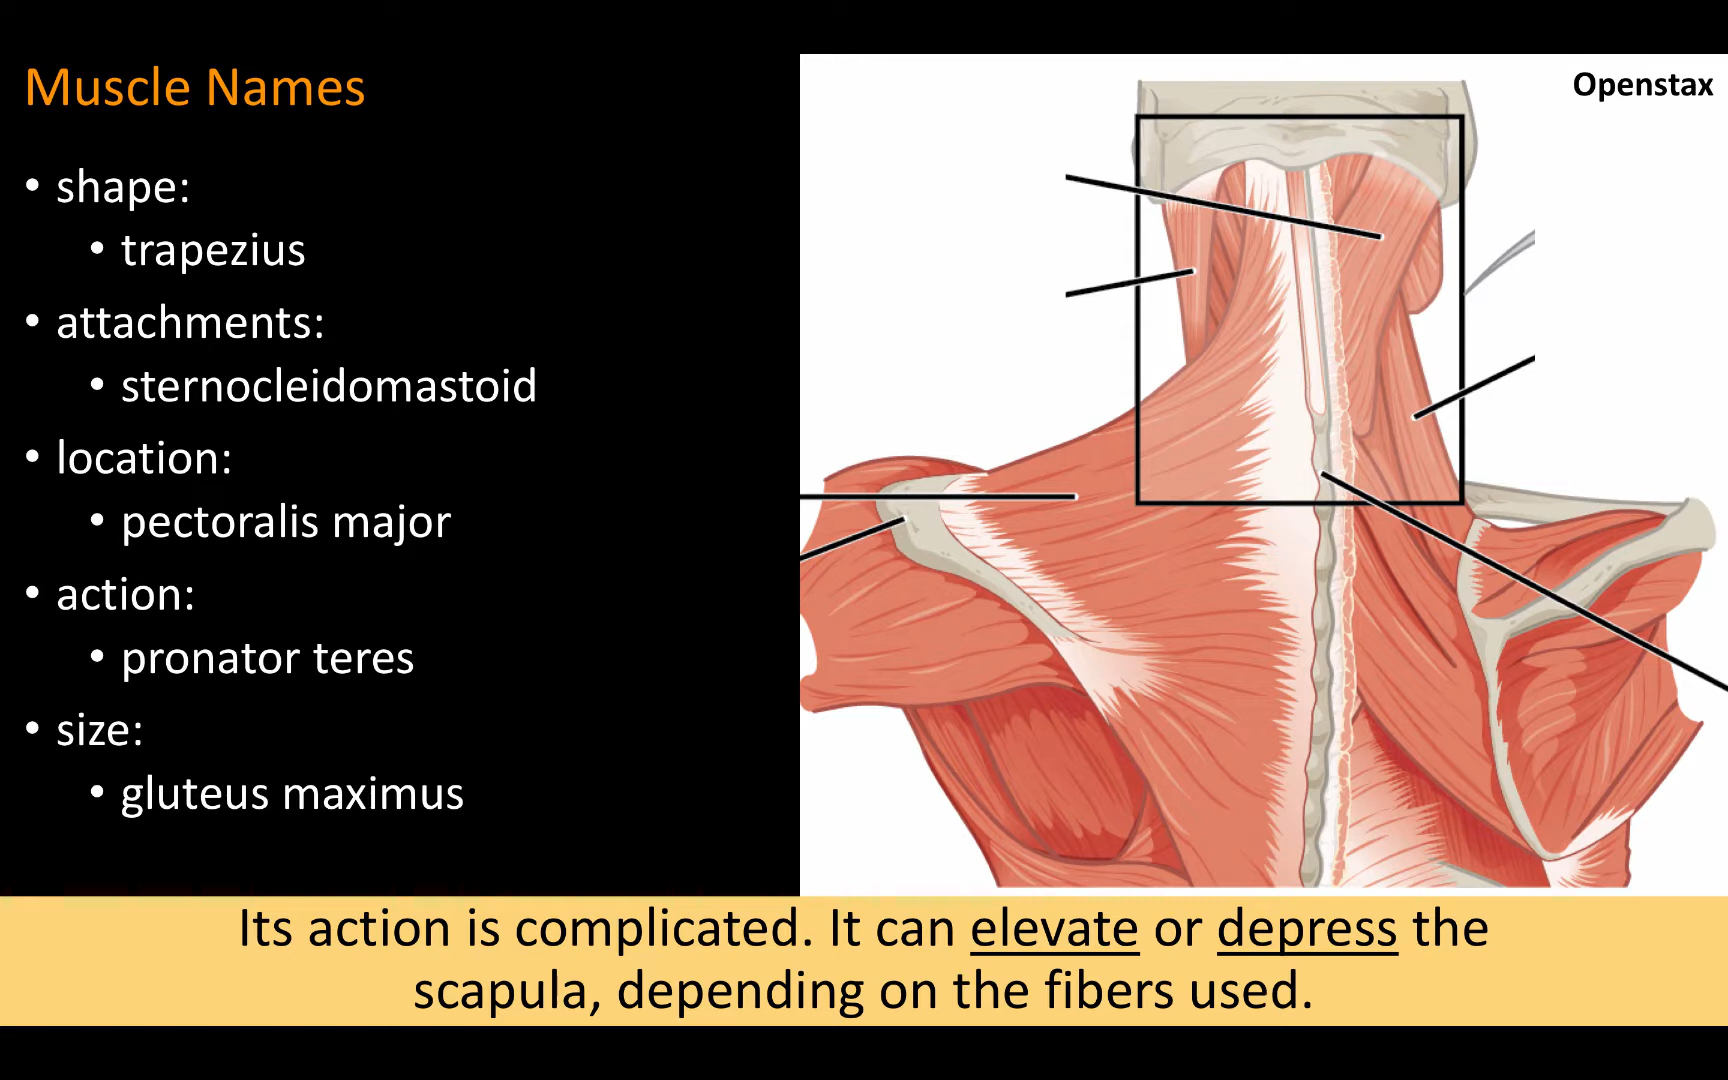 Muscle Names
Openstax
• shape:
• trapezius
• attachments:
• sternocleidomastoid
• location:
• pectoralis major
• action:
• pronator teres
• size:
• gluteus maximus
Its action is complicated. It can elevate or depress the
scapula, depending on the fibers used.